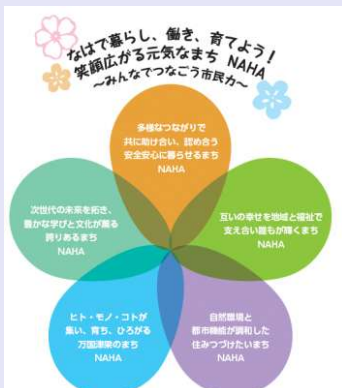 なはで暮らし、働き、育てよう!
笑顔広がる元気なまち NAHA
~みんなでつなごう市民力~
多様なつながりで
共に助け合い、認め合う
安全安心に暮らせるまち
NAHA
次世代の未来を拓き、
豊かな学びと文化が薫る
誇りあるまち
NAHA
互いの幸せを地域と福祉で
支え合い誰もが輝くまち
NAHA
ヒト・モノ・コトが
集い、育ち、ひろがる
万国津梁のまち
NAHA
自然環境と
都市機能が調和した
住みつづけたいまち
NAHA